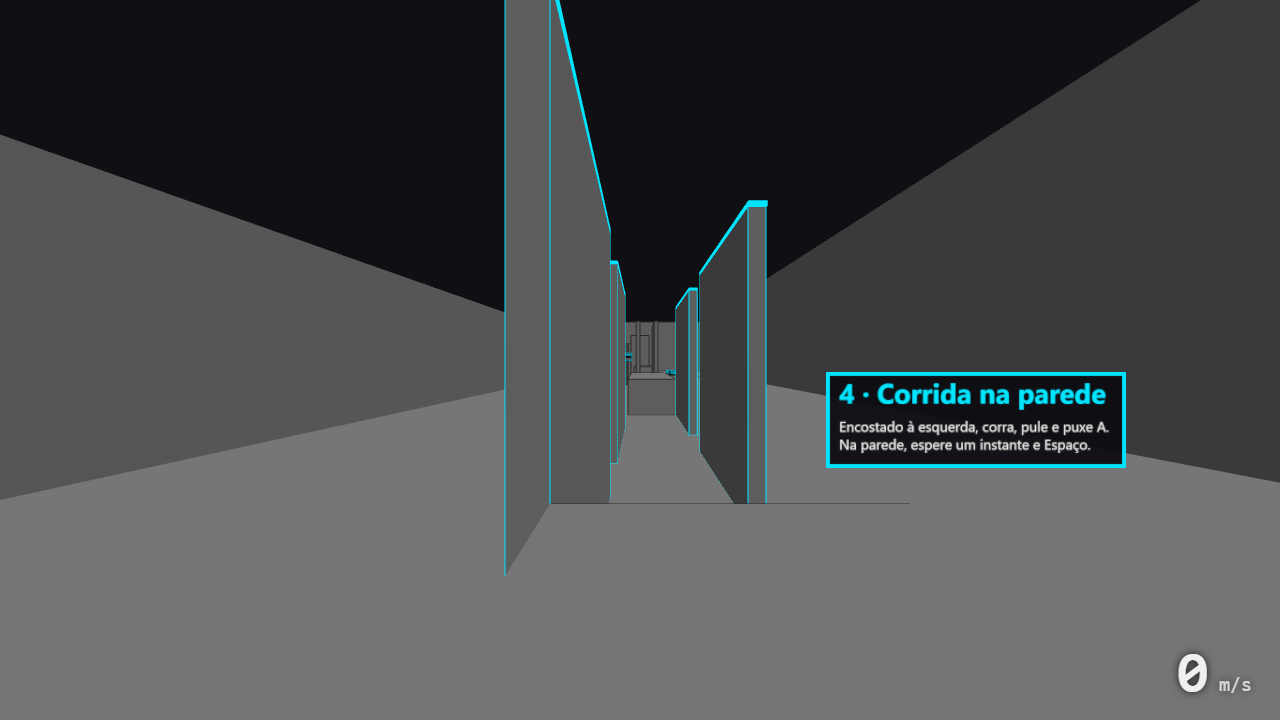 4 · Corrida na parede
Encostado à esquerda, corra, pule e puxe A.
Na parede, espere um instante e Espaço.
0 m/s